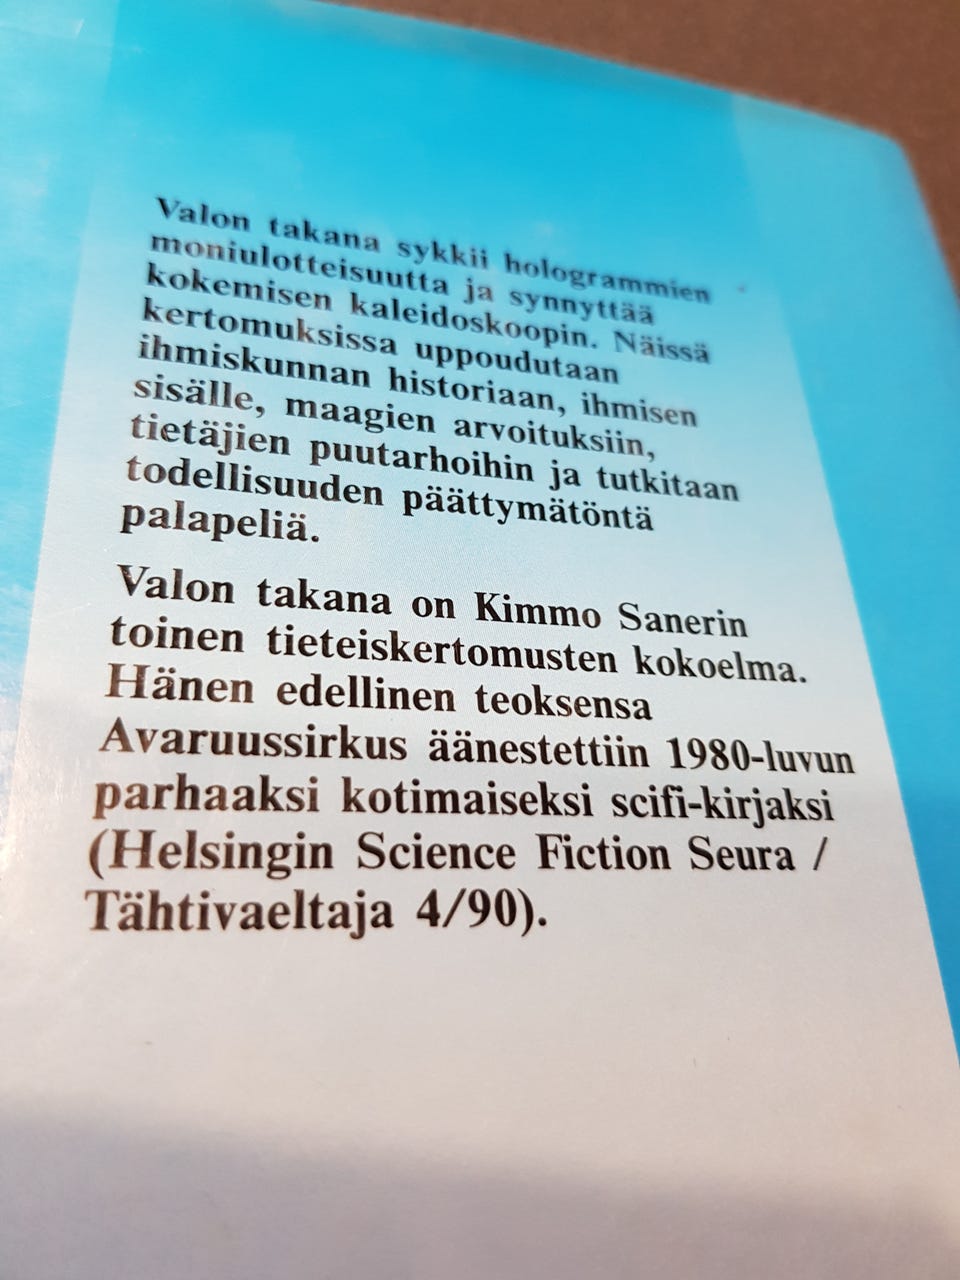 Valon takana sykkii hologrammien
moniulotteisuutta ja synnyttää
kokemisen kaleidoskoopin. Näissä
kertomuksissa uppoudutaan
ihmiskunnan historiaan, ihmisen
sisälle, maagien arvoituksiin,
tietäjien puutarhoihin ja tutkitaan
todellisuuden päättymätöntä
palapeliä.
Valon takana on Kimmo Sanerin
toinen tieteiskertomusten kokoelma.
Hänen edellinen teoksensa
Avaruussirkus äänestettiin 1980-luvun
parhaaksi kotimaiseksi scifi-kirjaksi
(Helsingin Science Fiction Seura /
Tähtivaeltaja 4/90).